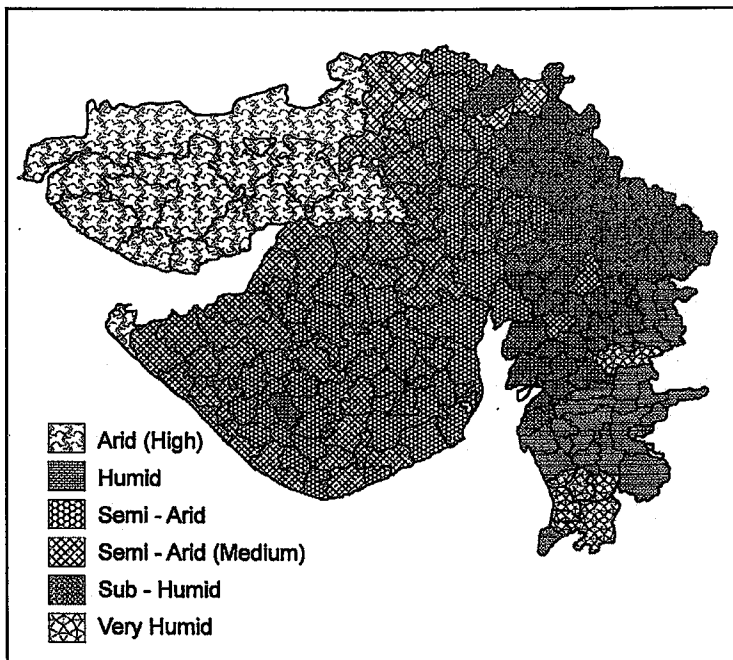 Arid (High)
Humid
Semi - Arid
Semi - Arid (Medium)
Sub - Humid
Very Humid